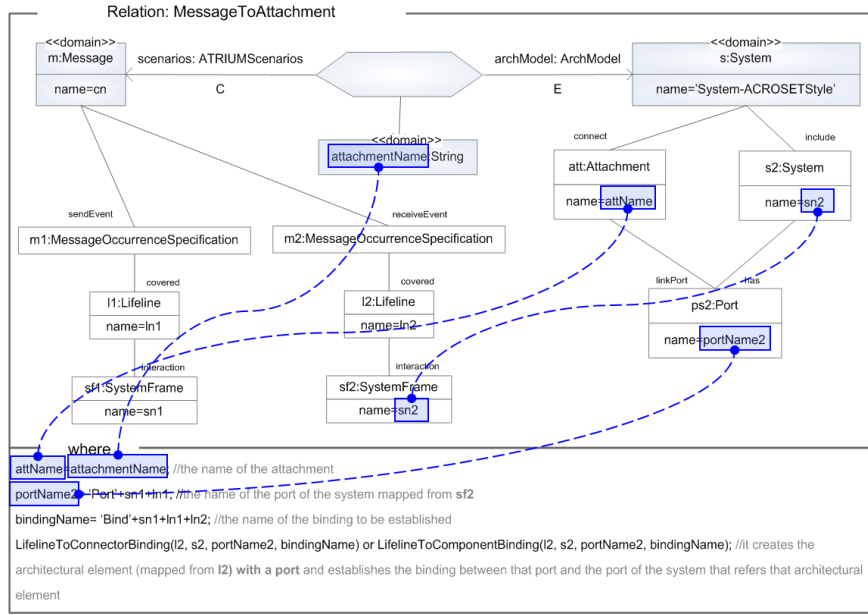 Relation: MessageToAttachment
<<domain>>
m:Message
name=cn
scenarios: ATRIUMScenarios
C
archModel: ArchModel
E
<<domain>>
s:System
name='System-ACROSETStyle'
<<domain>>
attachmentName:String
connect
include
att:Attachment
name=attName
s2:System
name=sn2
sendEvent
receiveEvent
m1:MessageOccurrenceSpecification
m2:MessageOccurrenceSpecification
linkPort
has
covered
covered
ps2:Port
name=portName2
l1:Lifeline
name=ln1
l2:Lifeline
name=ln2
interaction
interaction
sf1:SystemFrame
name=sn1
sf2:SystemFrame
name=sn2
where
attName=attachmentName; //the name of the attachment
portName2= 'Port'+sn1+ln1; //the name of the port of the system mapped from sf2
bindingName= 'Bind'+sn1+ln1+ln2; //the name of the binding to be established
LifelineToConnectorBinding(l2, s2, portName2, bindingName) or LifelineToComponentBinding(l2, s2, portName2, bindingName); //it creates the
architectural element (mapped from l2) with a port and establishes the binding between that port and the port of the system that refers that architectural
element